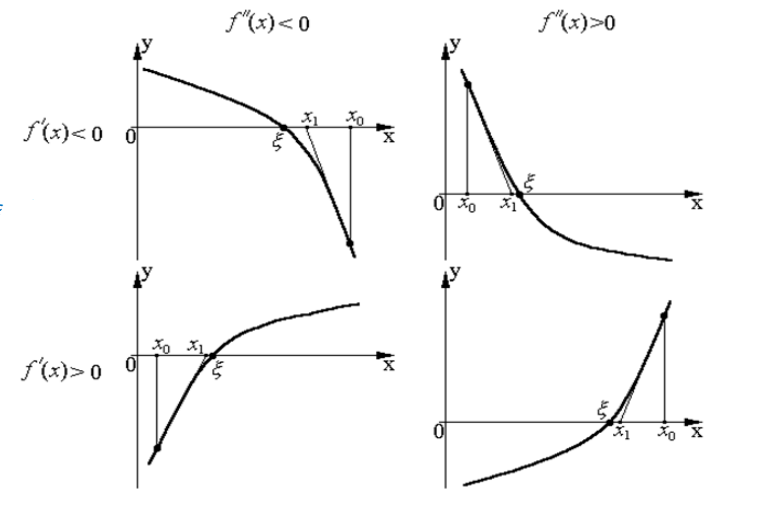 f″(x)<0 f″(x)>0
y y
f′(x)<0 0 ξ x₁ x₀ x
0 x₀ x₁ ξ x
y y
f′(x)>0 0 x₀ x₁ ξ x
0 ξ x₁ x₀ x